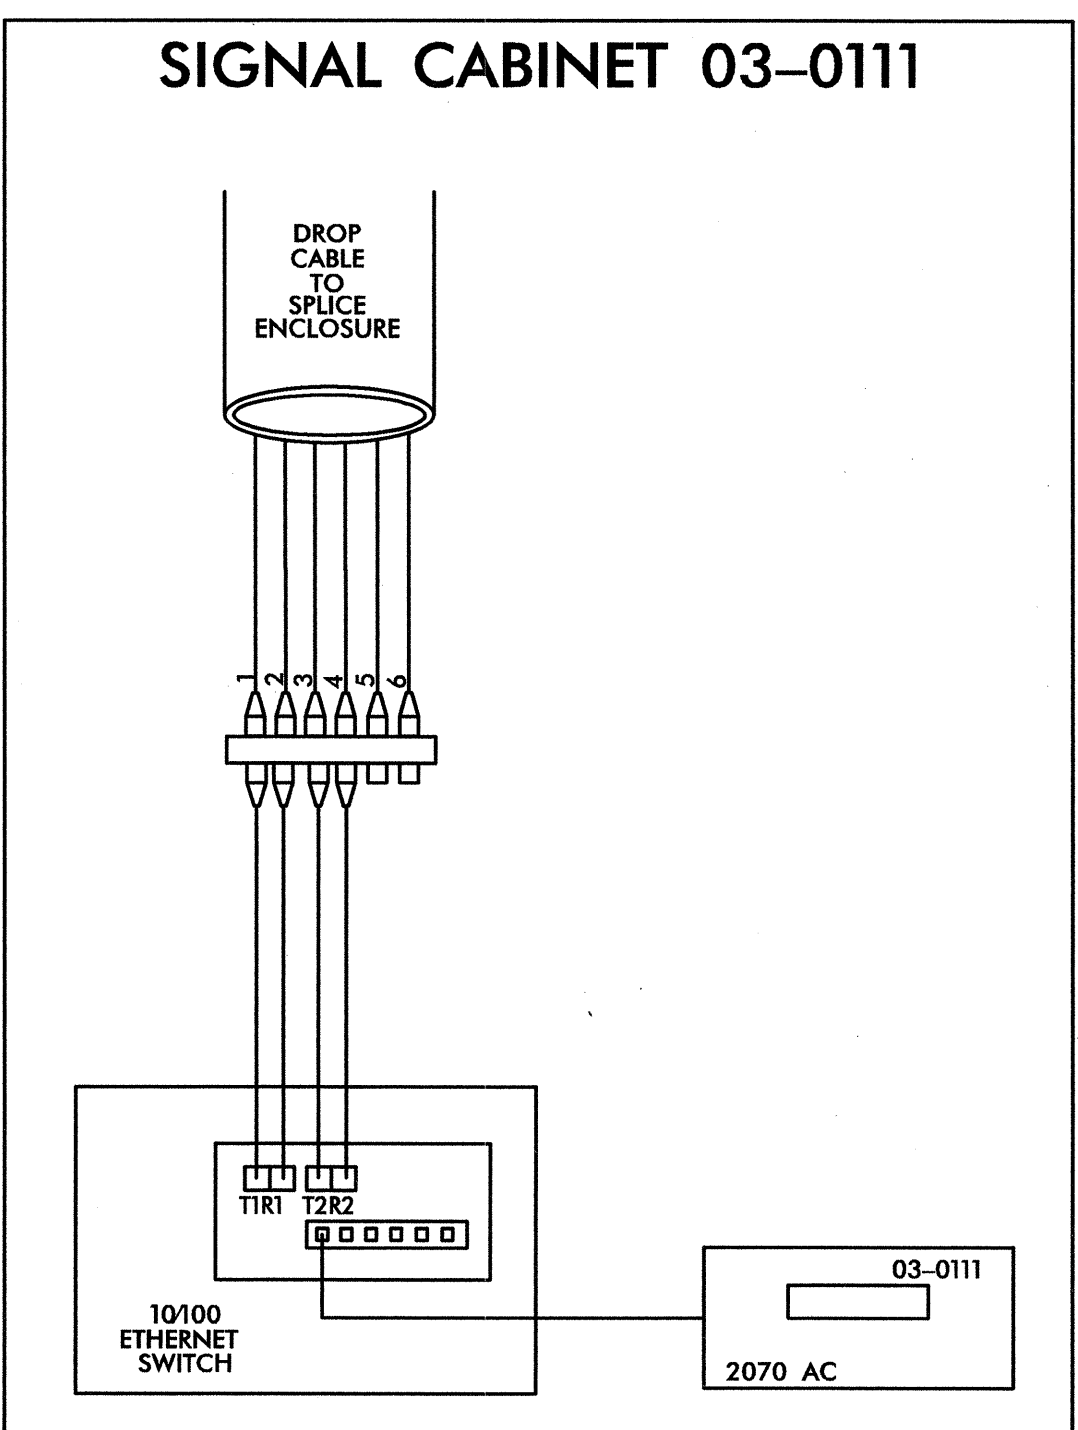 SIGNAL CABINET 03-0111
DROP
CABLE
TO
SPLICE
ENCLOSURE
1 2 3 4 5 6
T1R1 T2R2
10/100
ETHERNET
SWITCH
03-0111
2070 AC